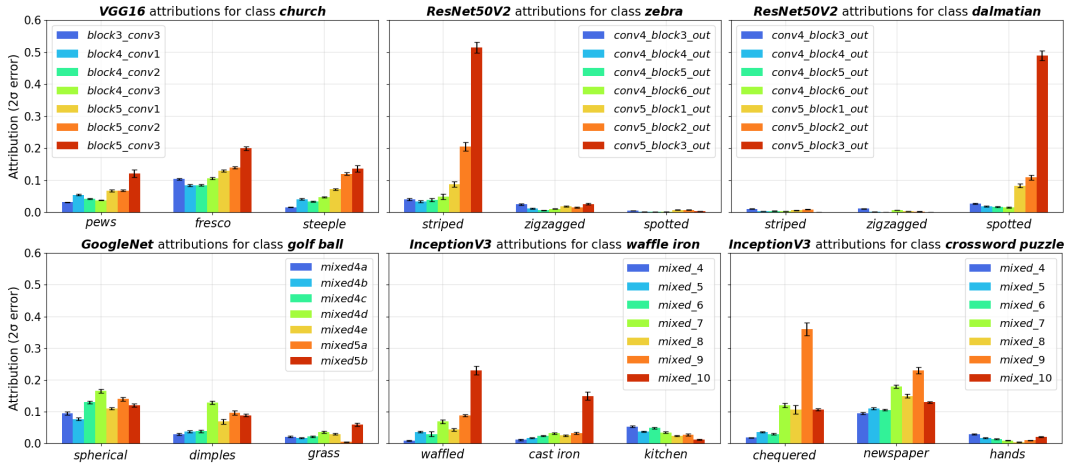 VGG16 attributions for class church
Attribution (2σ error)
0.6
0.5
0.4
0.3
0.2
0.1
0.0
block3_conv3
block4_conv1
block4_conv2
block4_conv3
block5_conv1
block5_conv2
block5_conv3
pews fresco steeple
ResNet50V2 attributions for class zebra
conv4_block3_out
conv4_block4_out
conv4_block5_out
conv4_block6_out
conv5_block1_out
conv5_block2_out
conv5_block3_out
striped zigzagged spotted
ResNet50V2 attributions for class dalmatian
conv4_block3_out
conv4_block4_out
conv4_block5_out
conv4_block6_out
conv5_block1_out
conv5_block2_out
conv5_block3_out
striped zigzagged spotted
GoogleNet attributions for class golf ball
Attribution (2σ error)
0.6
0.5
0.4
0.3
0.2
0.1
0.0
mixed4a
mixed4b
mixed4c
mixed4d
mixed4e
mixed5a
mixed5b
spherical dimples grass
InceptionV3 attributions for class waffle iron
mixed_4
mixed_5
mixed_6
mixed_7
mixed_8
mixed_9
mixed_10
waffled cast iron kitchen
InceptionV3 attributions for class crossword puzzle
mixed_4
mixed_5
mixed_6
mixed_7
mixed_8
mixed_9
mixed_10
chequered newspaper hands